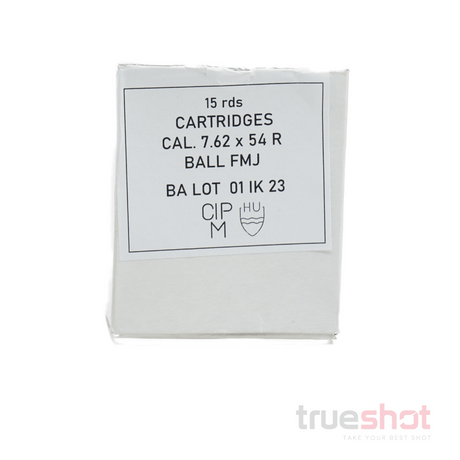 15 rds
CARTRIDGES
CAL. 7.62 x 54 R
BALL FMJ
BA LOT 01 IK 23
CIP HU
M
trueshot
TAKE YOUR BEST SHOT